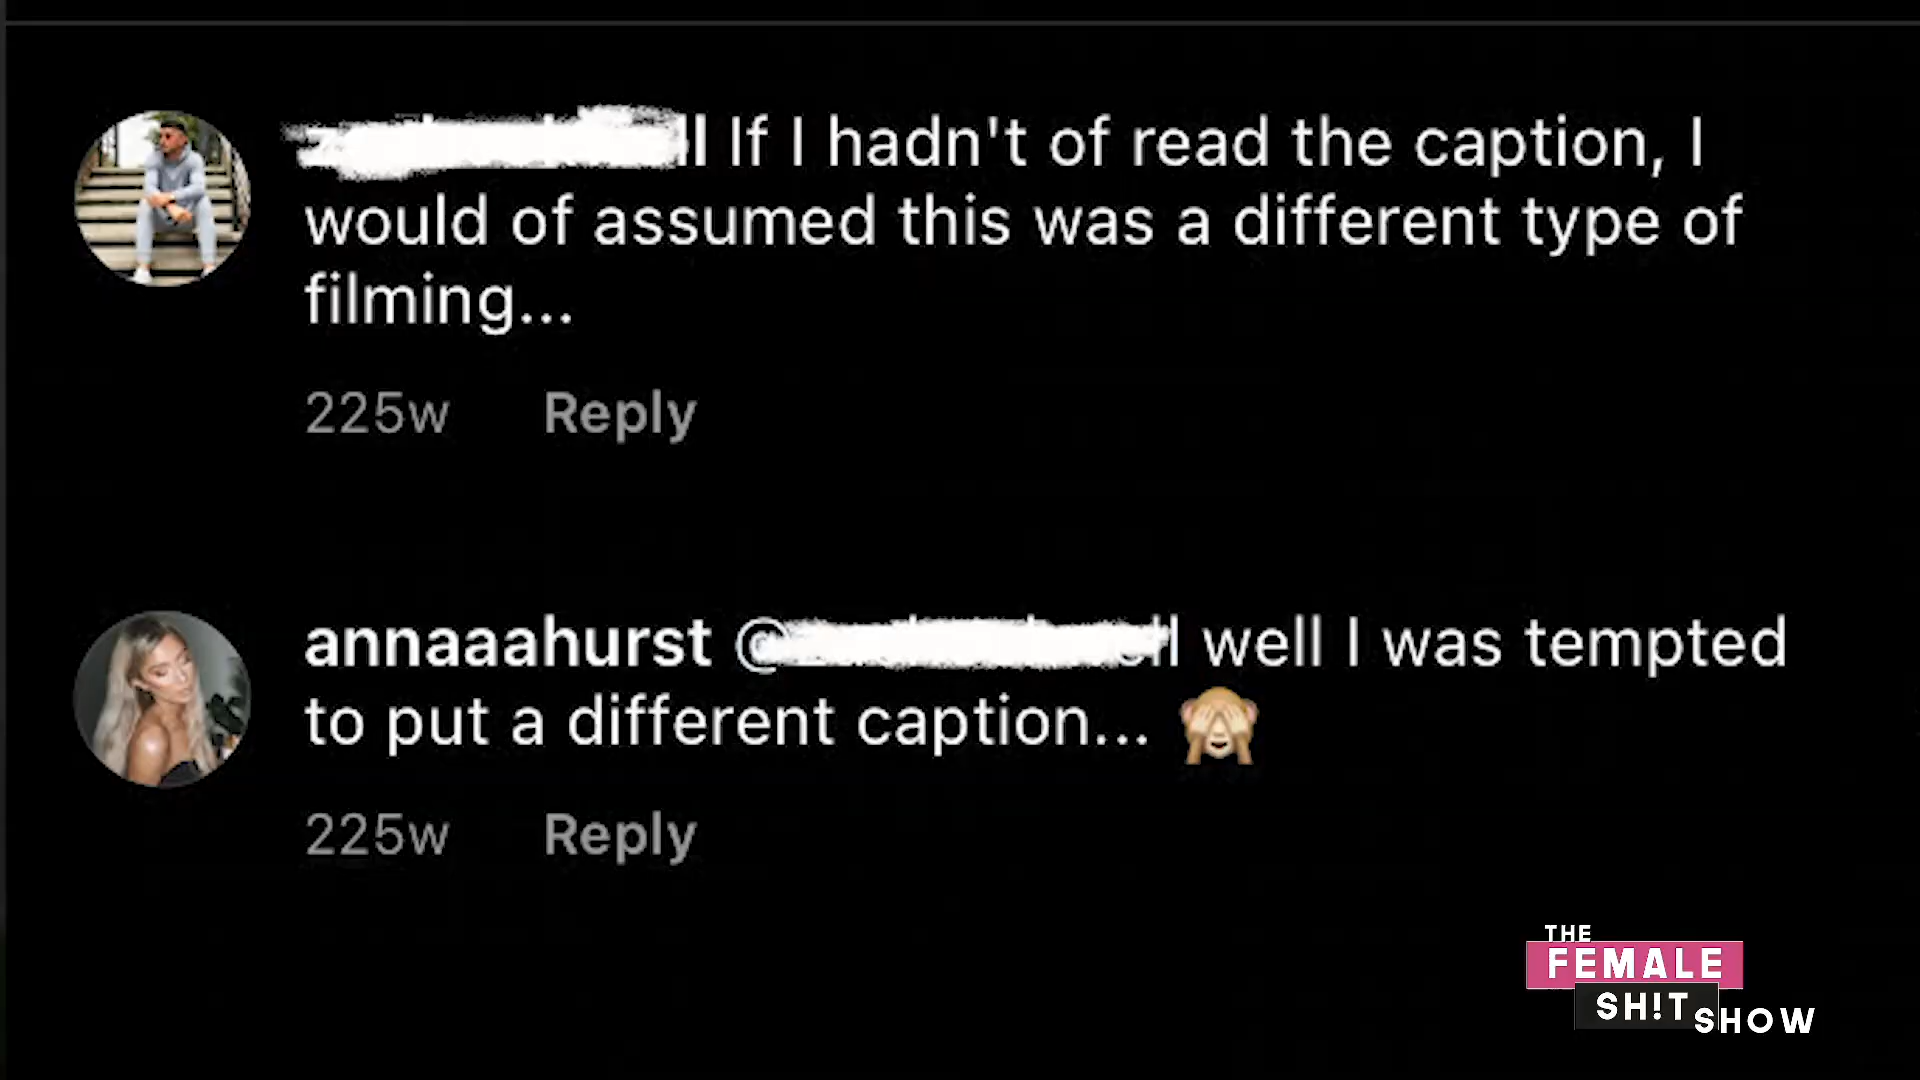 If I hadn't of read the caption, I
would of assumed this was a different type of
filming...
225w Reply
annaaahurst @ well I was tempted
to put a different caption... 🙈
225w Reply
THE
FEMALE
SH!T SHOW